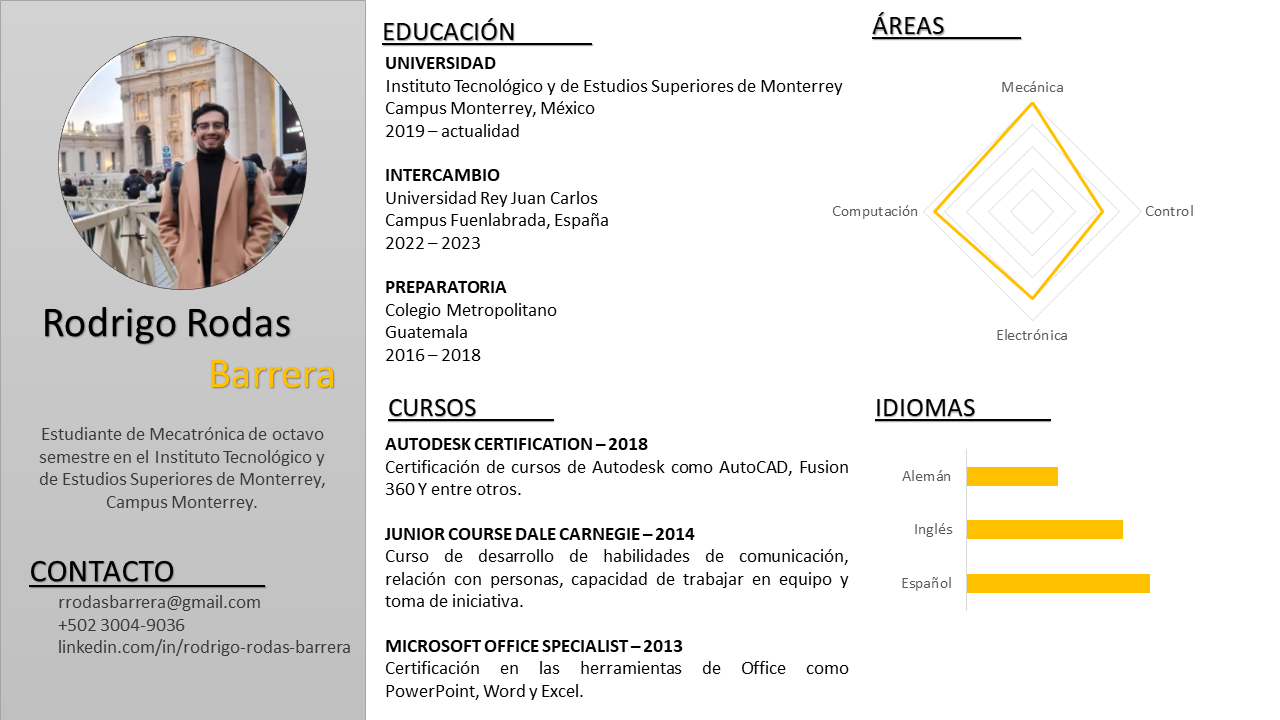 Rodrigo Rodas
Barrera
Estudiante de Mecatrónica de octavo
semestre en el Instituto Tecnológico y
de Estudios Superiores de Monterrey,
Campus Monterrey.
CONTACTO
rrodasbarrera@gmail.com
+502 3004-9036
linkedin.com/in/rodrigo-rodas-barrera
EDUCACIÓN
UNIVERSIDAD
Instituto Tecnológico y de Estudios Superiores de Monterrey
Campus Monterrey, México
2019 – actualidad
INTERCAMBIO
Universidad Rey Juan Carlos
Campus Fuenlabrada, España
2022 – 2023
PREPARATORIA
Colegio Metropolitano
Guatemala
2016 – 2018
CURSOS
AUTODESK CERTIFICATION – 2018
Certificación de cursos de Autodesk como AutoCAD, Fusion
360 Y entre otros.
JUNIOR COURSE DALE CARNEGIE – 2014
Curso de desarrollo de habilidades de comunicación,
relación con personas, capacidad de trabajar en equipo y
toma de iniciativa.
MICROSOFT OFFICE SPECIALIST – 2013
Certificación en las herramientas de Office como
PowerPoint, Word y Excel.
ÁREAS
Mecánica
Computación
Control
Electrónica
IDIOMAS
Alemán
Inglés
Español